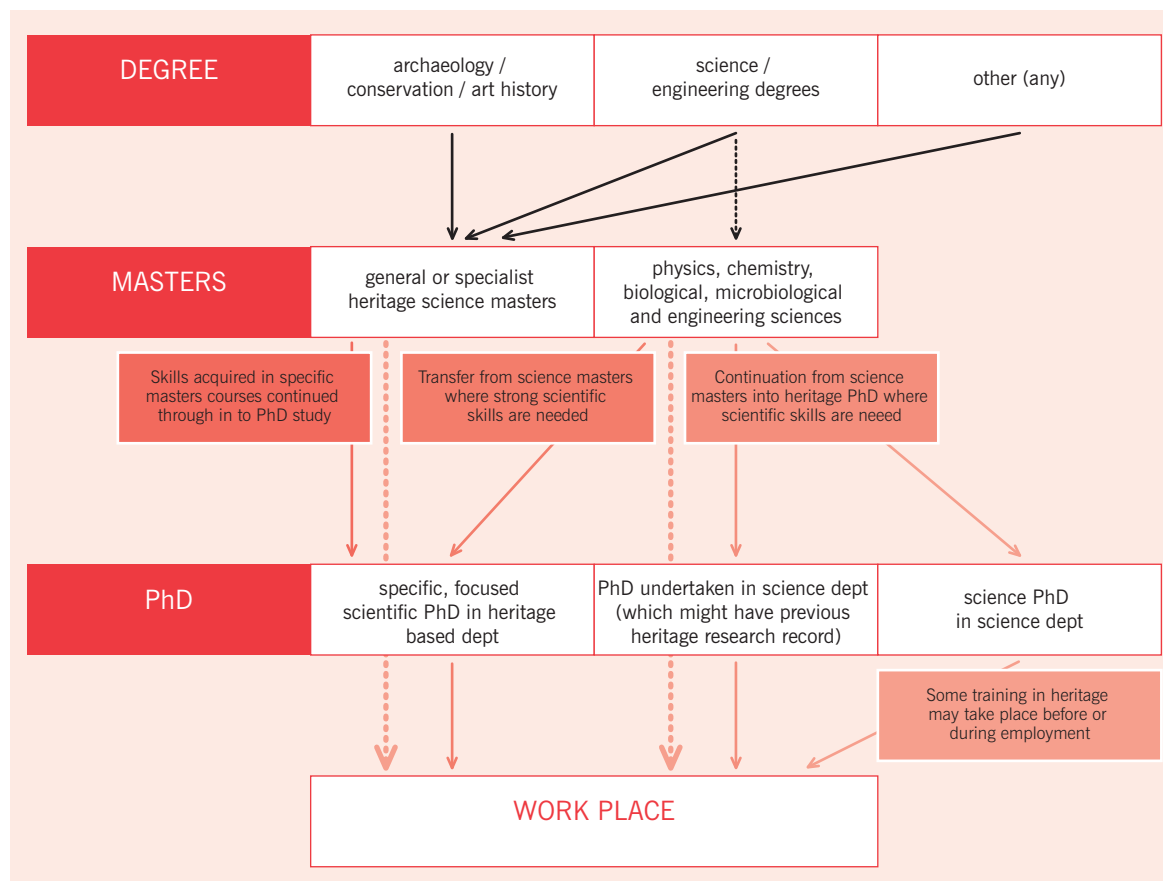 DEGREE
archaeology /
conservation / art history
science /
engineering degrees
other (any)
MASTERS
general or specialist
heritage science masters
physics, chemistry,
biological, microbiological
and engineering sciences
Skills acquired in specific
masters courses continued
through in to PhD study
Transfer from science masters
where strong scientific
skills are needed
Continuation from science
masters into heritage PhD where
scientific skills are neeed
PhD
specific, focused
scientific PhD in heritage
based dept
PhD undertaken in science dept
(which might have previous
heritage research record)
science PhD
in science dept
Some training in heritage
may take place before or
during employment
WORK PLACE